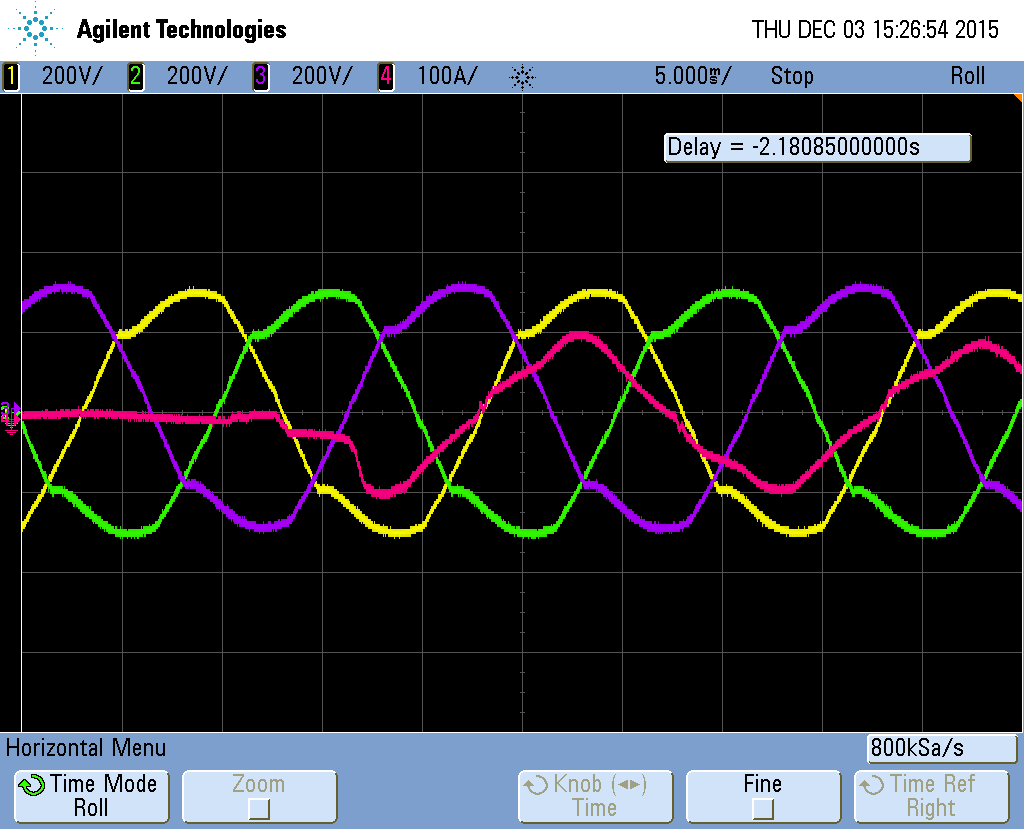 Agilent Technologies
THU DEC 03 15:26:54 2015
1 200V/ 2 200V/ 3 200V/ 4 100A/ 5.000ms/ Stop Roll
Delay = -2.18085000000s
Horizontal Menu
800kSa/s
Time Mode
Roll
Zoom
Knob (◄►)
Time
Fine
Time Ref
Right